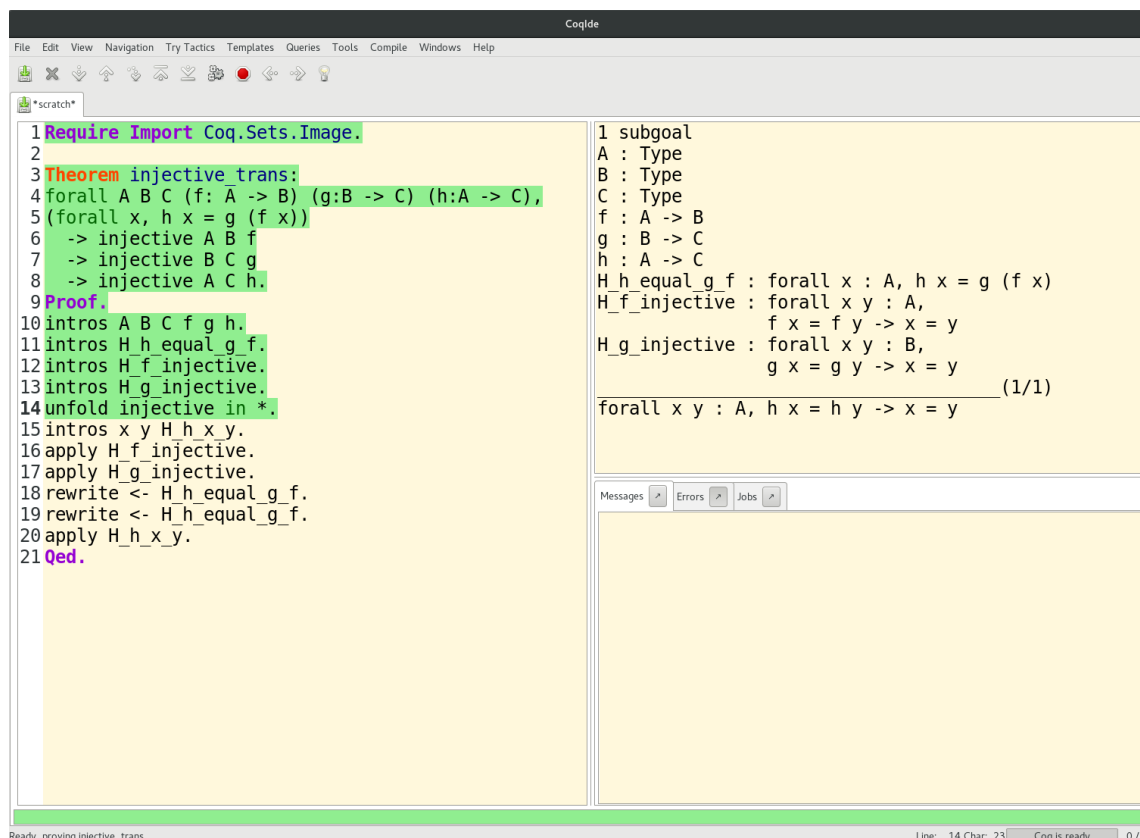 CoqIde
File Edit View Navigation Try Tactics Templates Queries Tools Compile Windows Help
*scratch*
1 Require Import Coq.Sets.Image.
2
3 Theorem injective_trans:
4 forall A B C (f: A -> B) (g:B -> C) (h:A -> C),
5 (forall x, h x = g (f x))
6 -> injective A B f
7 -> injective B C g
8 -> injective A C h.
9 Proof.
10 intros A B C f g h.
11 intros H_h_equal_g_f.
12 intros H_f_injective.
13 intros H_g_injective.
14 unfold injective in *.
15 intros x y H_h_x_y.
16 apply H_f_injective.
17 apply H_g_injective.
18 rewrite <- H_h_equal_g_f.
19 rewrite <- H_h_equal_g_f.
20 apply H_h_x_y.
21 Qed.
1 subgoal
A : Type
B : Type
C : Type
f : A -> B
g : B -> C
h : A -> C
H_h_equal_g_f : forall x : A, h x = g (f x)
H_f_injective : forall x y : A,
f x = f y -> x = y
H_g_injective : forall x y : B,
g x = g y -> x = y
______________________________________(1/1)
forall x y : A, h x = h y -> x = y
Messages Errors Jobs
Ready, proving injective_trans Line: 14 Char: 23 Coq is ready 0 /